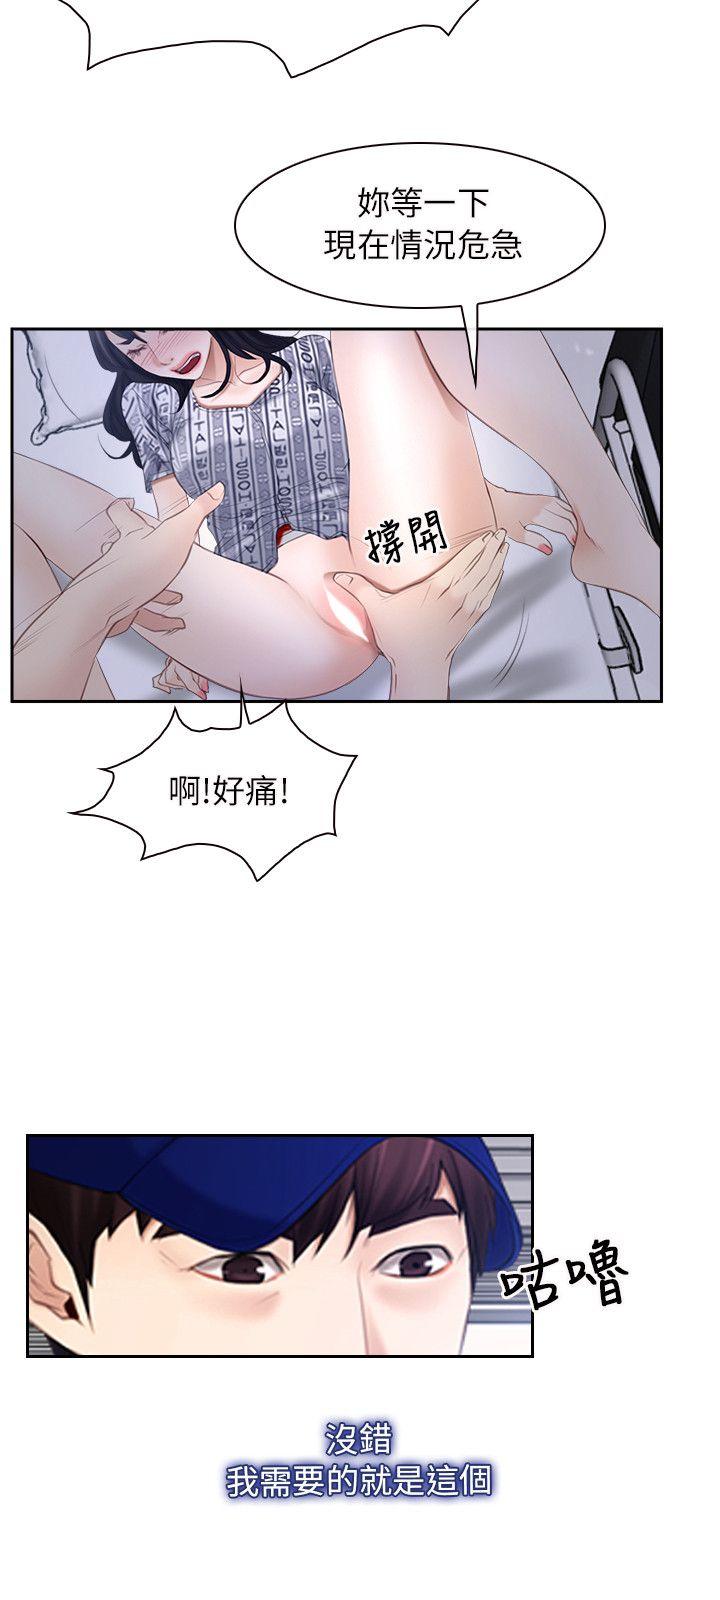 妳等一下
現在情況危急
撐開
啊!好痛!
咕嚕
沒錯
我需要的就是這個